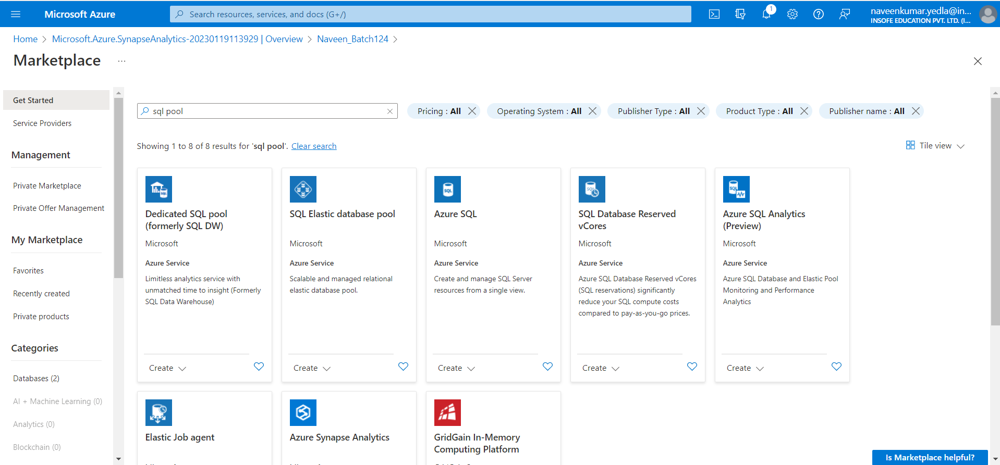 Microsoft Azure
Search resources, services, and docs (G+/)
1
naveenkumar.yedla@in...
INSOFE EDUCATION PVT. LTD. (I...
Home > Microsoft.Azure.SynapseAnalytics-20230119113929 | Overview > Naveen_Batch124 >
Marketplace ...
Get Started
Service Providers
Management
Private Marketplace
Private Offer Management
My Marketplace
Favorites
Recently created
Private products
Categories
Databases (2)
AI + Machine Learning (0)
Analytics (0)
Blockchain (0)
sql pool
Pricing : All
Operating System : All
Publisher Type : All
Product Type : All
Publisher name : All
Showing 1 to 8 of 8 results for 'sql pool'. Clear search
Tile view
SQL
Dedicated SQL pool
(formerly SQL DW)
Microsoft
Azure Service
Limitless analytics service with
unmatched time to insight (Formerly
SQL Data Warehouse)
Create
SQL Elastic database pool
Microsoft
Azure Service
Scalable and managed relational
elastic database pool.
Create
SQL
Azure SQL
Microsoft
Azure Service
Create and manage SQL Server
resources from a single view.
Create
SQL
SQL Database Reserved
vCores
Microsoft
Azure Service
Azure SQL Database Reserved vCores
(SQL reservations) significantly
reduce your SQL compute costs
compared to pay-as-you-go prices.
Create
SQL
Azure SQL Analytics
(Preview)
Microsoft
Azure Service
Azure SQL Database and Elastic Pool
Monitoring and Performance
Analytics
Create
Elastic Job agent
Azure Synapse Analytics
GridGain In-Memory
Computing Platform
Is Marketplace helpful?